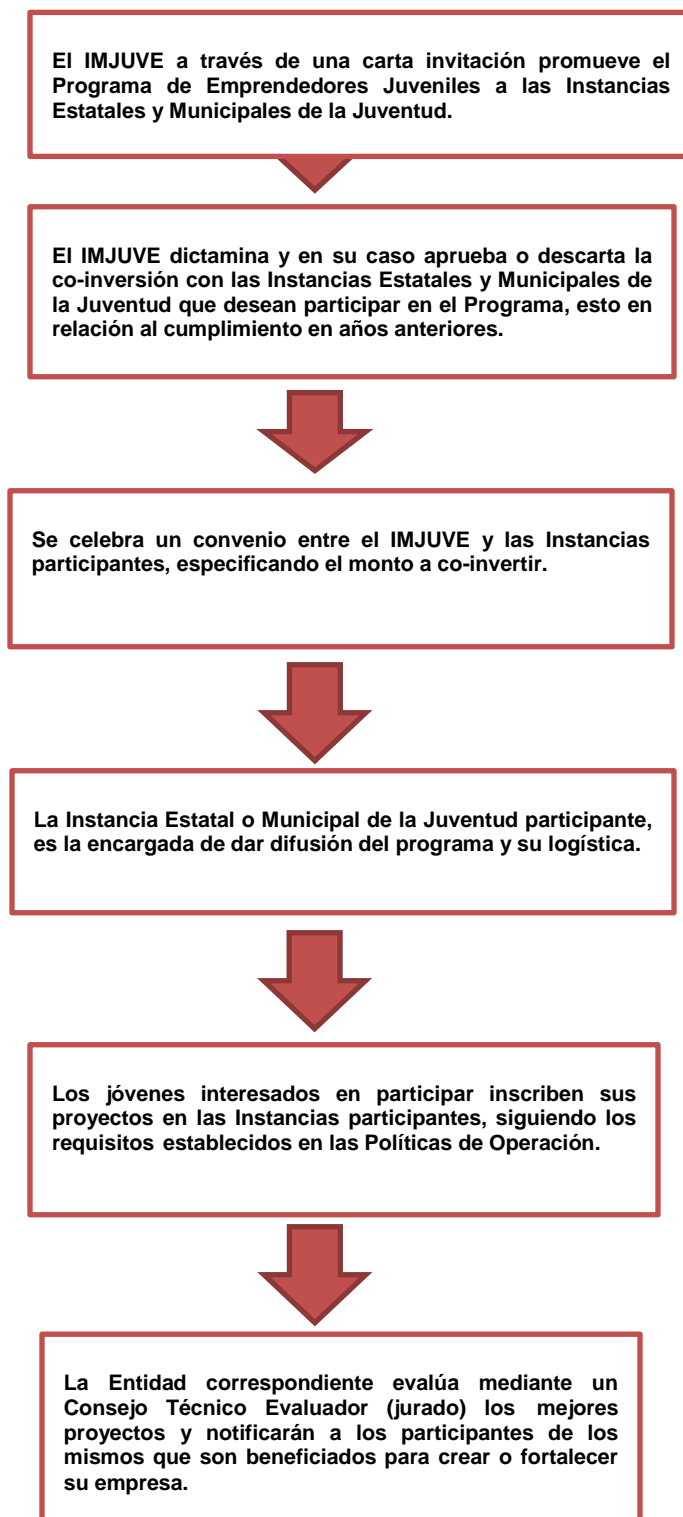 El IMJUVE a través de una carta invitación promueve el
Programa de Emprendedores Juveniles a las Instancias
Estatales y Municipales de la Juventud.
El IMJUVE dictamina y en su caso aprueba o descarta la
co-inversión con las Instancias Estatales y Municipales de
la Juventud que desean participar en el Programa, esto en
relación al cumplimiento en años anteriores.
Se celebra un convenio entre el IMJUVE y las Instancias
participantes, especificando el monto a co-invertir.
La Instancia Estatal o Municipal de la Juventud participante,
es la encargada de dar difusión del programa y su logística.
Los jóvenes interesados en participar inscriben sus
proyectos en las Instancias participantes, siguiendo los
requisitos establecidos en las Políticas de Operación.
La Entidad correspondiente evalúa mediante un
Consejo Técnico Evaluador (jurado) los mejores
proyectos y notificarán a los participantes de los
mismos que son beneficiados para crear o fortalecer
su empresa.